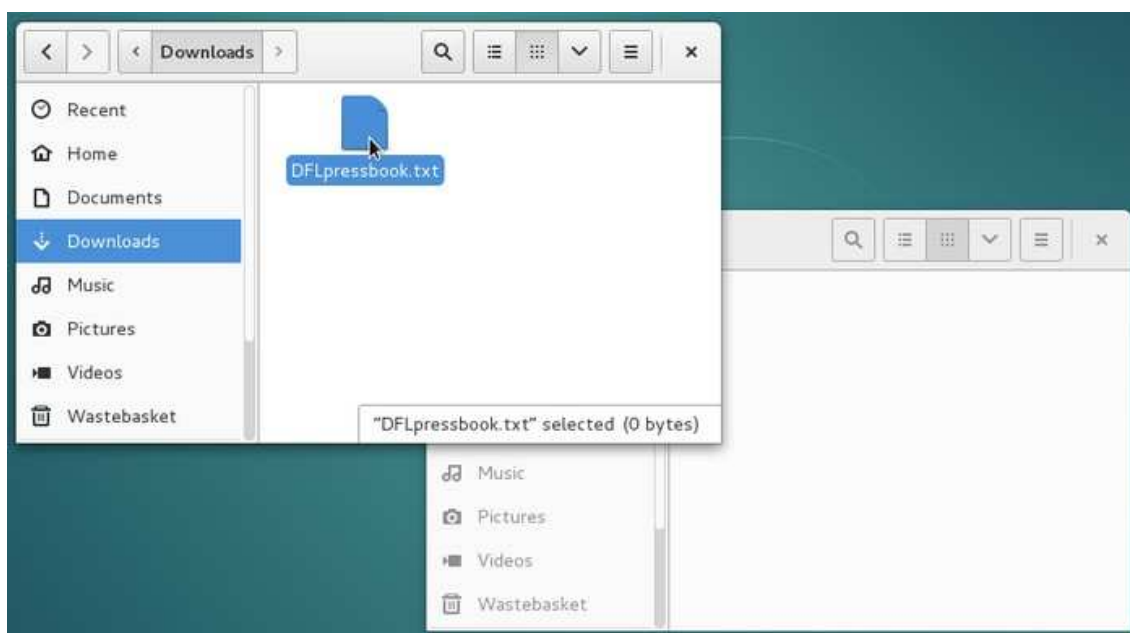 Downloads
Recent
Home
Documents
Downloads
Music
Pictures
Videos
Wastebasket
DFLpressbook.txt
"DFLpressbook.txt" selected (0 bytes)
Music
Pictures
Videos
Wastebasket